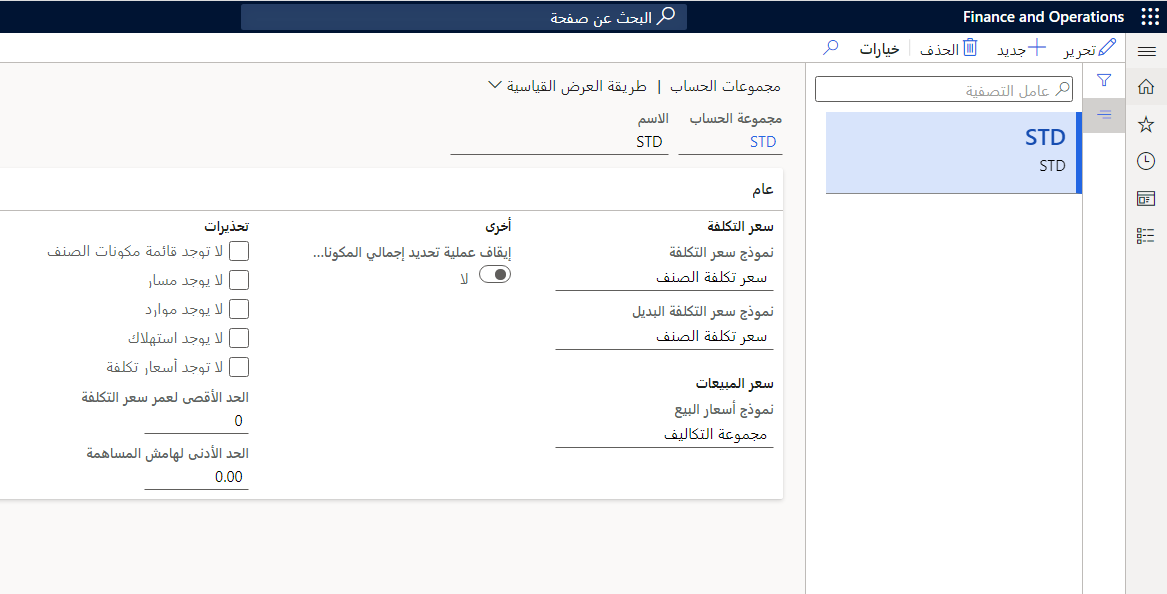 Finance and Operations
البحث عن صفحة
تحرير
جديد
الحذف
خيارات
عامل التصفية
STD
STD
مجموعات الحساب | طريقة العرض القياسية
مجموعة الحساب
STD
الاسم
STD
عام
سعر التكلفة
نموذج سعر التكلفة
سعر تكلفة الصنف
نموذج سعر التكلفة البديل
سعر تكلفة الصنف
سعر المبيعات
نموذج أسعار البيع
مجموعة التكاليف
أخرى
إيقاف عملية تحديد إجمالي المكونا...
لا
تحذيرات
لا توجد قائمة مكونات الصنف
لا يوجد مسار
لا يوجد موارد
لا يوجد استهلاك
لا توجد أسعار تكلفة
الحد الأقصى لعمر سعر التكلفة
0
الحد الأدنى لهامش المساهمة
0.00